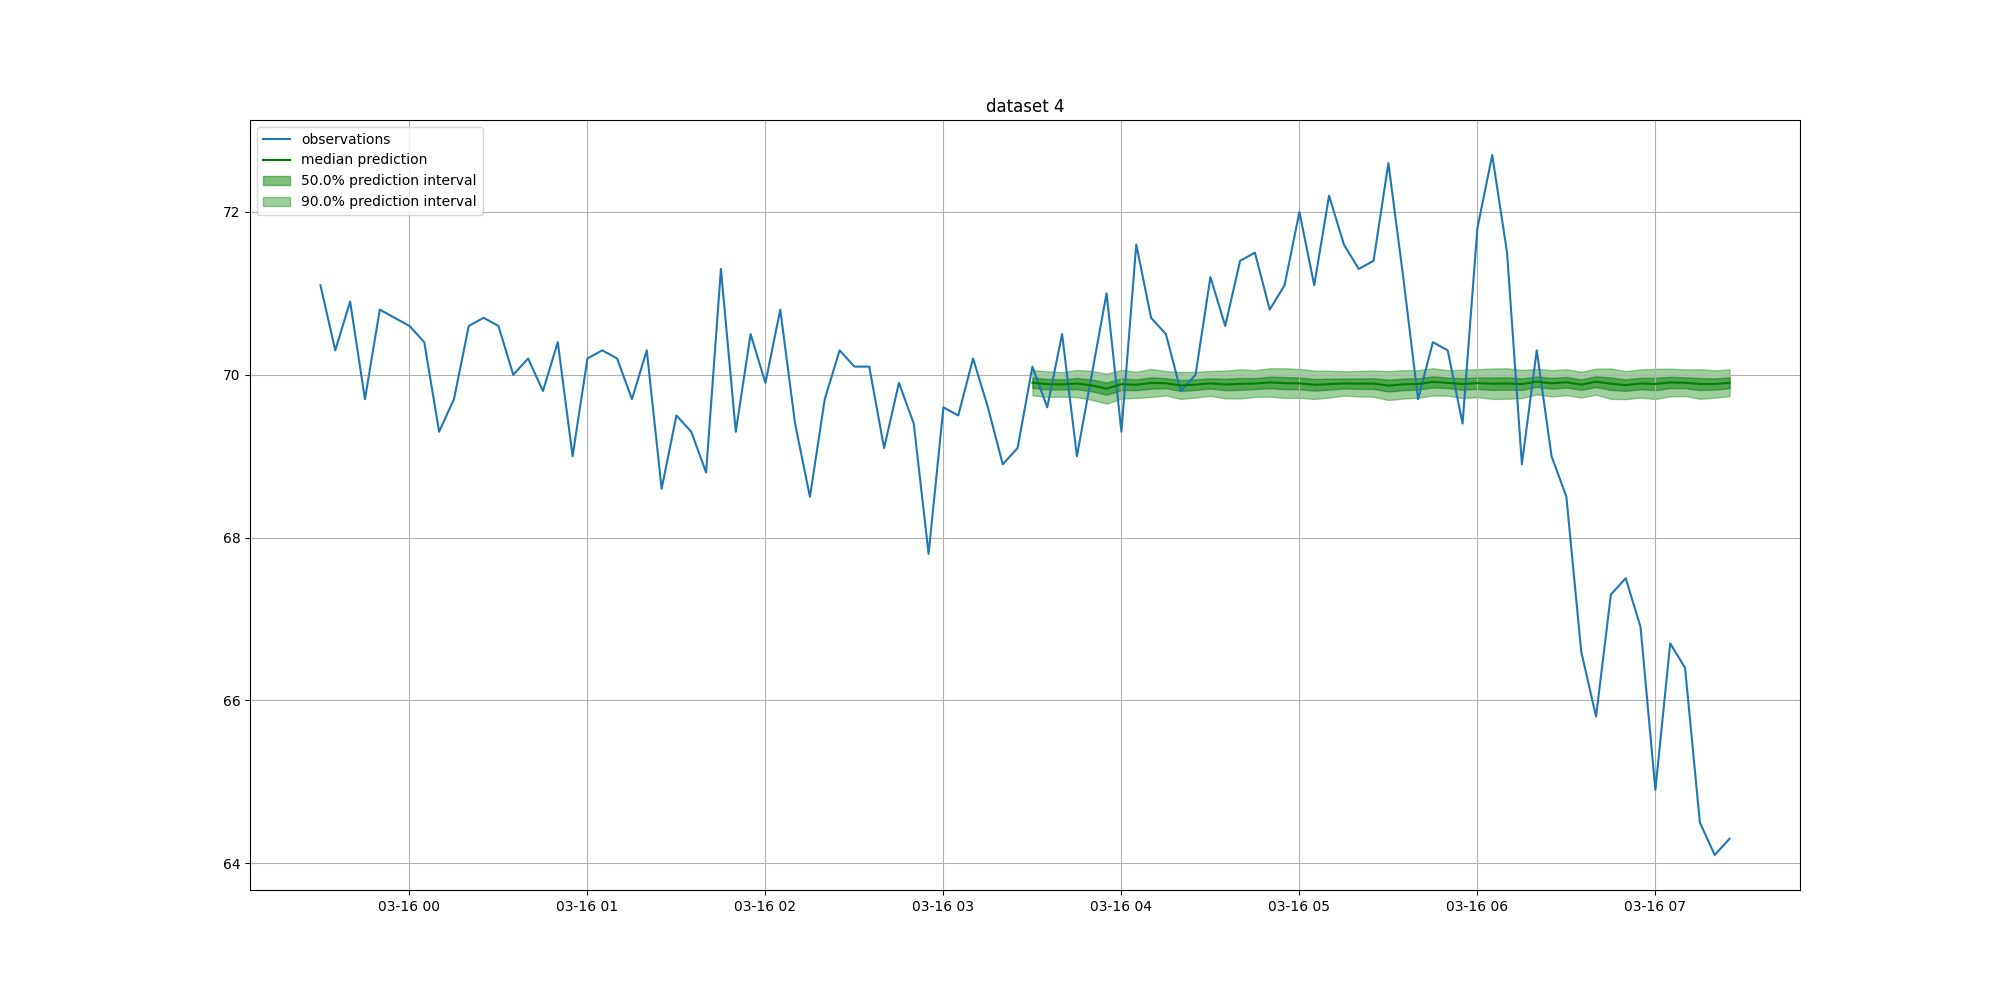 dataset 4
observations
median prediction
50.0% prediction interval
90.0% prediction interval
72
70
68
66
64
03-16 00
03-16 01
03-16 02
03-16 03
03-16 04
03-16 05
03-16 06
03-16 07